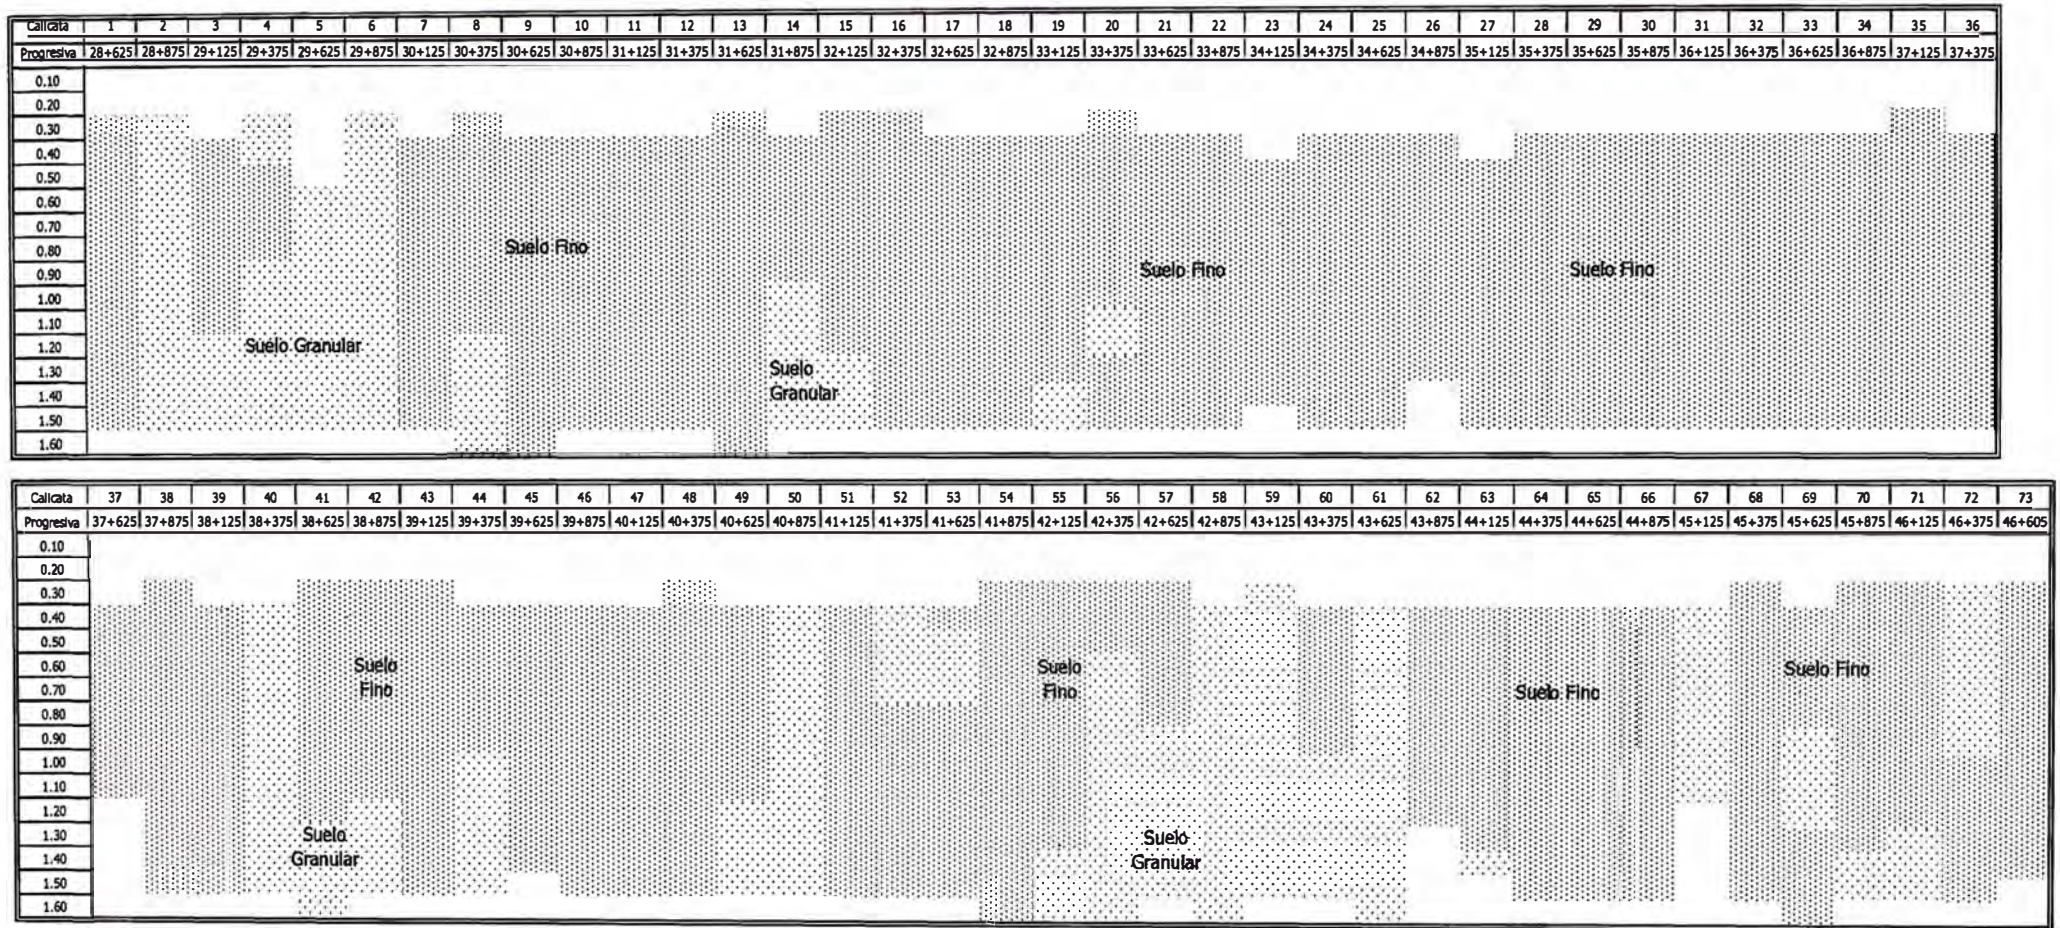 Calicata 1 2 3 4 5 6 7 8 9 10 11 12 13 14 15 16 17 18 19 20 21 22 23 24 25 26 27 28 29 30 31 32 33 34 35 36
Progresiva 28+625 28+875 29+125 29+375 29+625 29+875 30+125 30+375 30+625 30+875 31+125 31+375 31+625 31+875 32+125 32+375 32+625 32+875 33+125 33+375 33+625 33+875 34+125 34+375 34+625 34+875 35+125 35+375 35+625 35+875 36+125 36+375 36+625 36+875 37+125 37+375
0.10
0.20
0.30
0.40
0.50
0.60
0.70
0.80 Suelo Fino
0.90 Suelo Fino Suelo Fino
1.00
1.10
1.20 Suelo Granular
1.30 Suelo
1.40 Granular
1.50
1.60
Calicata 37 38 39 40 41 42 43 44 45 46 47 48 49 50 51 52 53 54 55 56 57 58 59 60 61 62 63 64 65 66 67 68 69 70 71 72 73
Progresiva 37+625 37+875 38+125 38+375 38+625 38+875 39+125 39+375 39+625 39+875 40+125 40+375 40+625 40+875 41+125 41+375 41+625 41+875 42+125 42+375 42+625 42+875 43+125 43+375 43+625 43+875 44+125 44+375 44+625 44+875 45+125 45+375 45+625 45+875 46+125 46+375 46+605
0.10
0.20
0.30
0.40
0.50
0.60 Suelo Suelo Suelo Fino
0.70 Fino Fino Suelo Fino
0.80
0.90
1.00
1.10
1.20
1.30 Suelo Suelo
1.40 Granular Granular
1.50
1.60